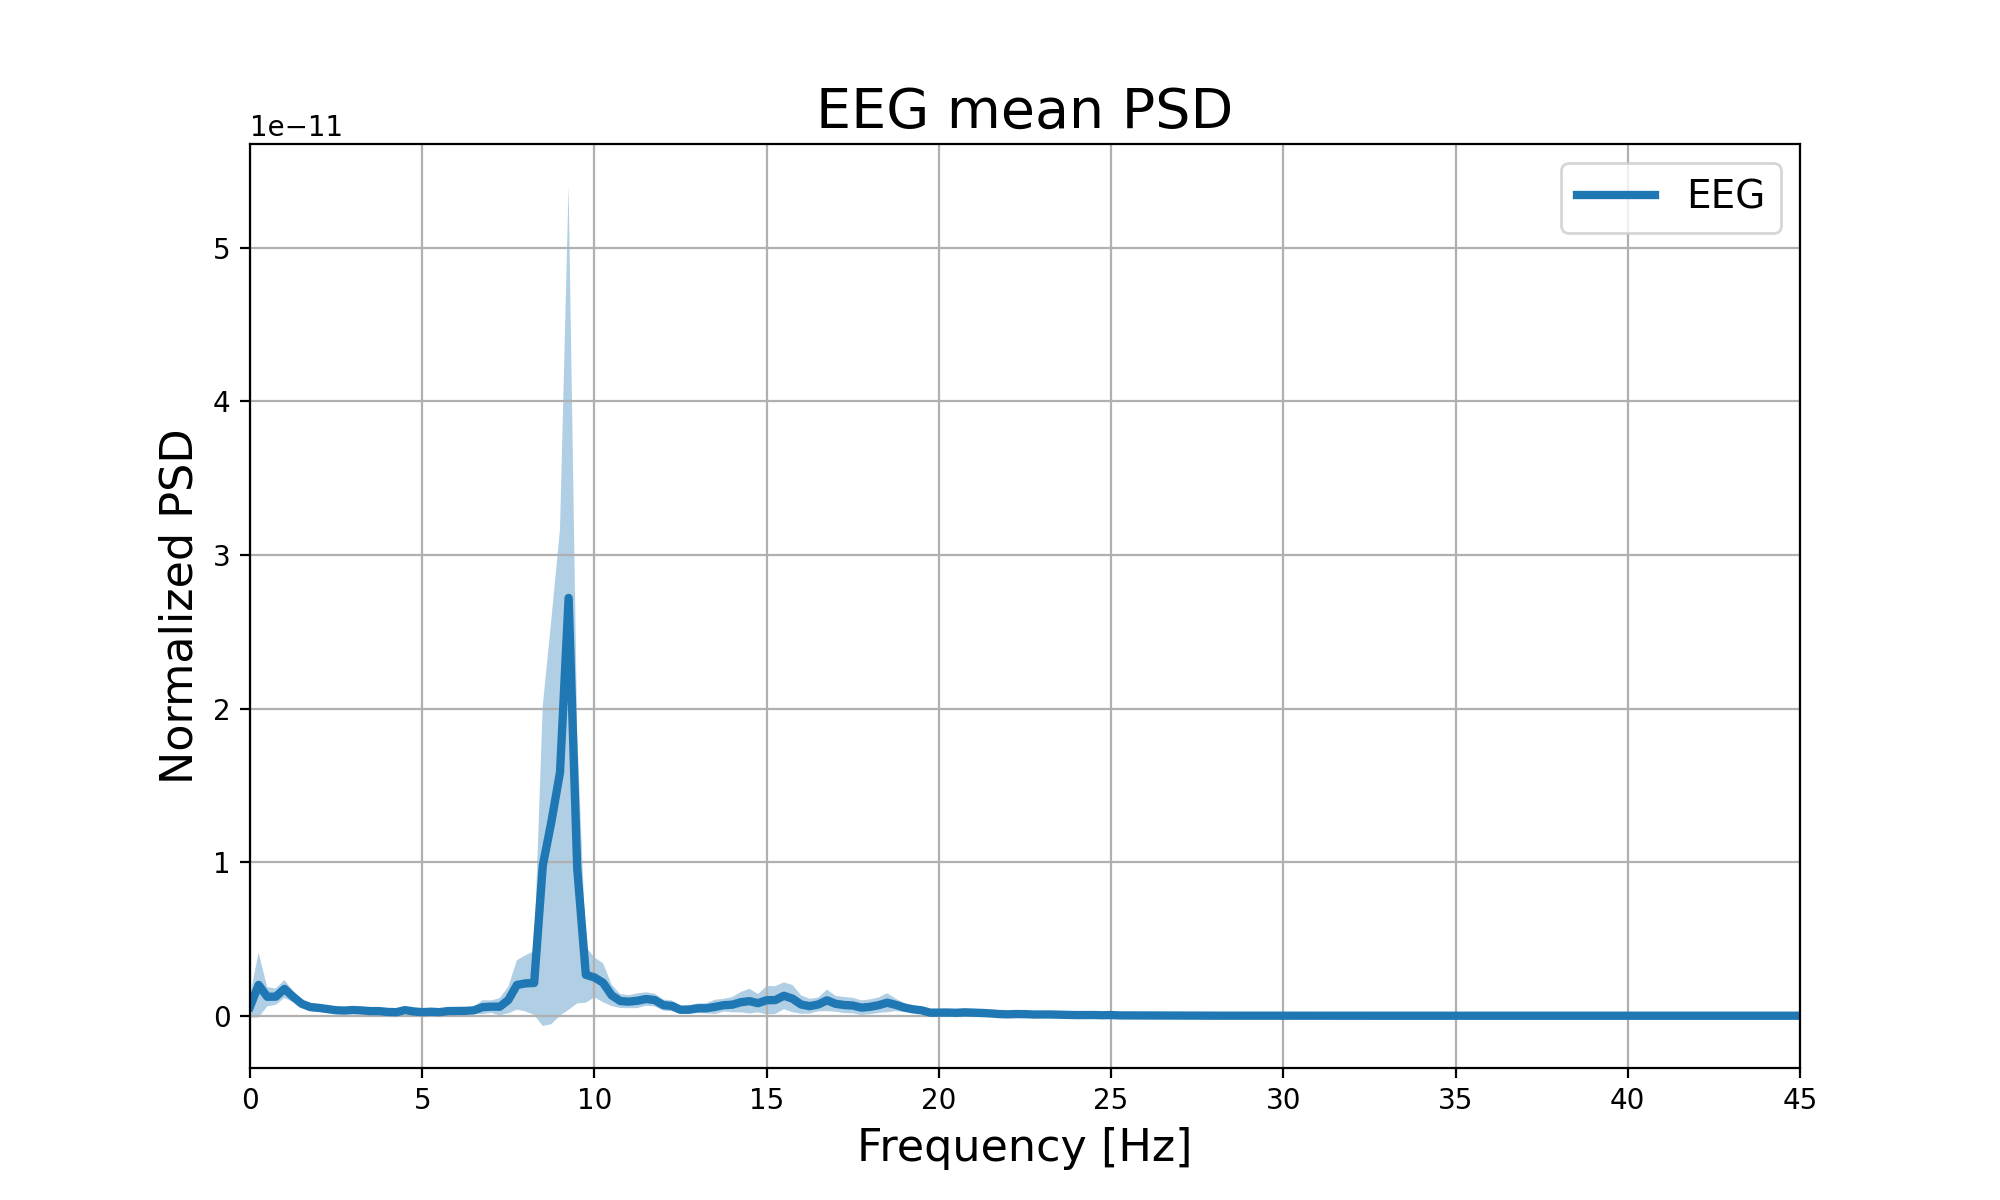 EEG mean PSD
1e−11
EEG
5
4
3
2
1
0
Normalized PSD
0 5 10 15 20 25 30 35 40 45
Frequency [Hz]